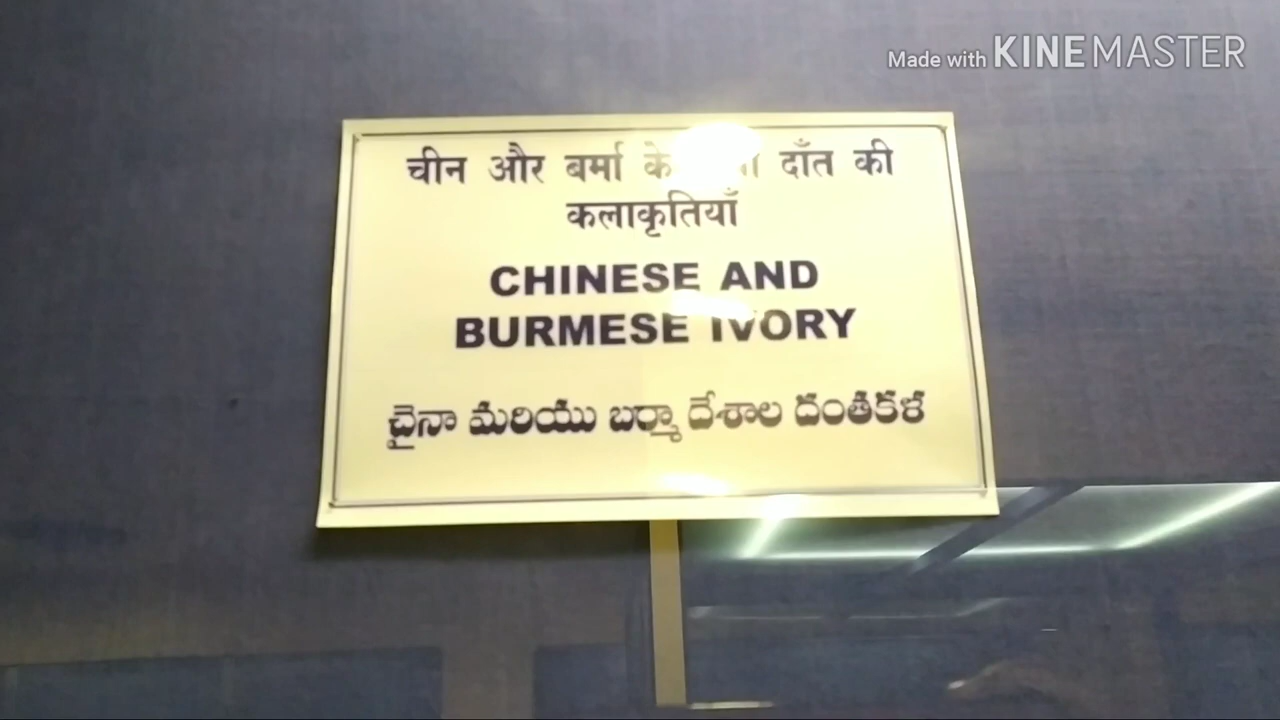 Made with KINEMASTER
चीन और बर्मा के दाँत की
कलाकृतियाँ
CHINESE AND
BURMESE IVORY
చైనా మరియు బర్మా దేశాల దంతకళ